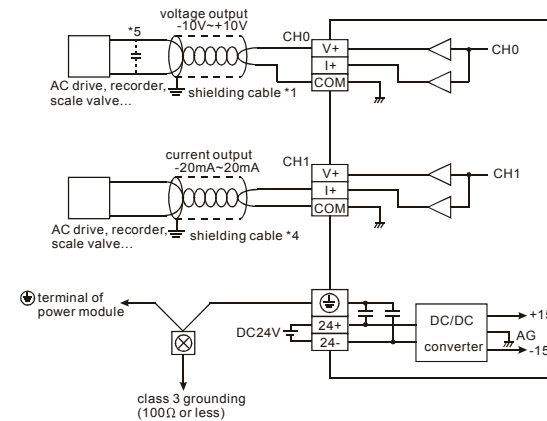 voltage output
-10V~+10V
*5
CH0
V+
I+
COM
CH0
AC drive, recorder,
scale valve...
shielding cable *1
current output
-20mA~20mA
CH1
V+
I+
COM
CH1
AC drive, recorder,
scale valve...
shielding cable *4
terminal of
power module
DC24V
24+
24-
DC/DC
converter
+15
AG
-15
class 3 grounding
(100Ω or less)